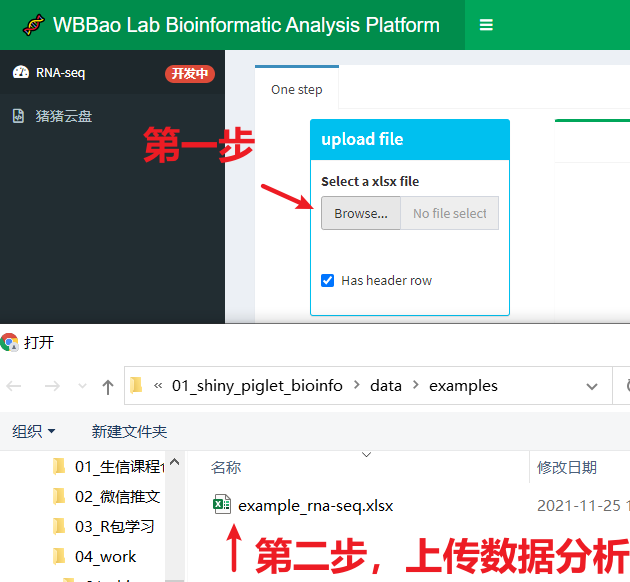 WBBao Lab Bioinformatic Analysis Platform
RNA-seq 开发中
猪猪云盘
One step
第一步
upload file
Select a xlsx file
Browse... No file select
Has header row
打开
« 01_shiny_piglet_bioinfo > data > examples
组织 新建文件夹
名称 修改日期
01_生信课程
02_微信推文
example_rna-seq.xlsx 2021-11-25 1
03_R包学习
04_work
第二步，上传数据分析